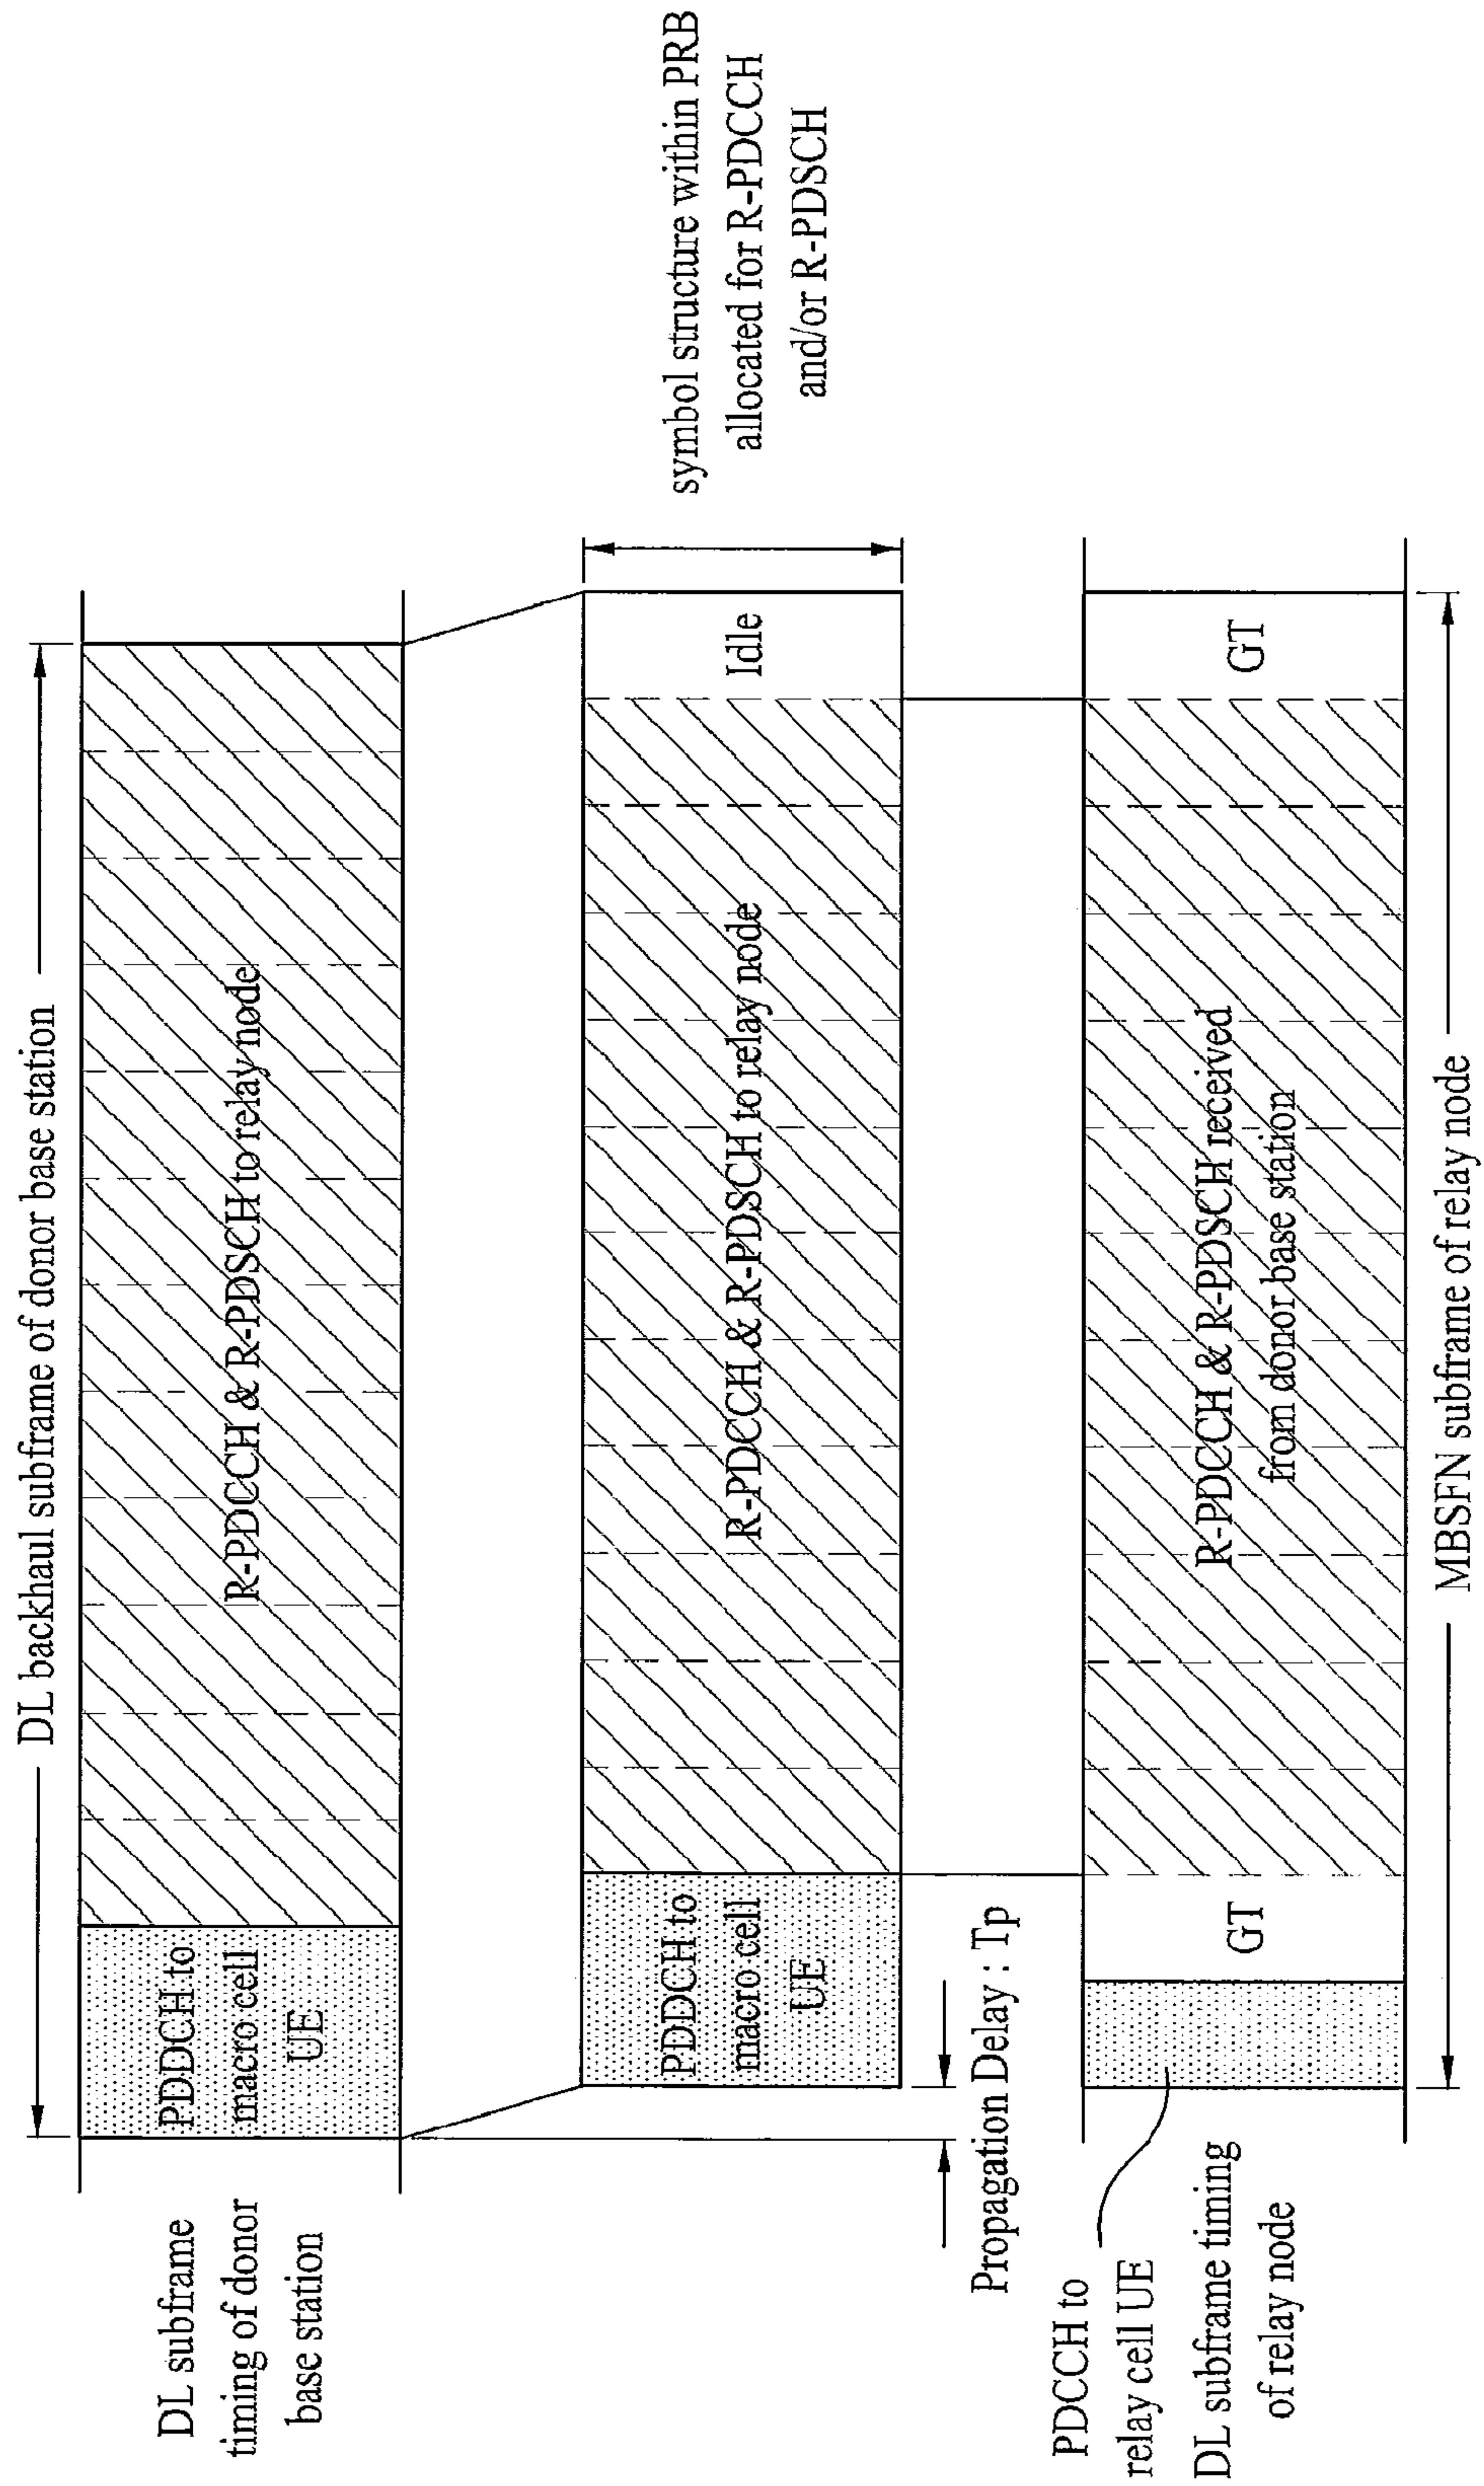 DL backhaul subframe of donor base station
DL subframe
timing of donor
base station
PDDCH to
macro cell
UE
R-PDCCH & R-PDSCH to relay node
PDDCH to
macro cell
UE
R-PDCCH & R-PDSCH to relay node
Idle
symbol structure within PRB
allocated for R-PDCCH
and/or R-PDSCH
Propagation Delay : Tp
PDCCH to
relay cell UE
DL subframe timing
of relay node
GT
R-PDCCH & R-PDSCH received
from donor base station
GT
MBSFN subframe of relay node